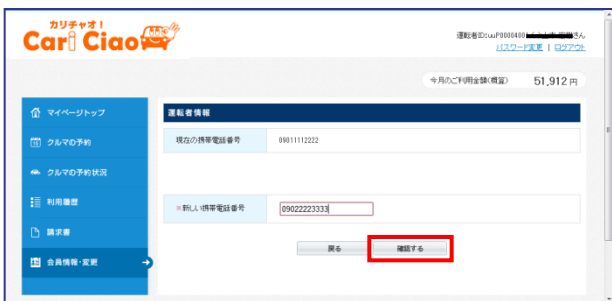 カリチャオ!
Cari Ciao
運転者ID:uuP0000400
さん
パスワード変更 | ログアウト
今月のご利用金額(概算) 51,912 円
マイページトップ
クルマの予約
クルマの予約状況
利用履歴
請求書
会員情報・変更
運転者情報
現在の携帯電話番号 09011112222
※新しい携帯電話番号 09022223333
戻る 確認する